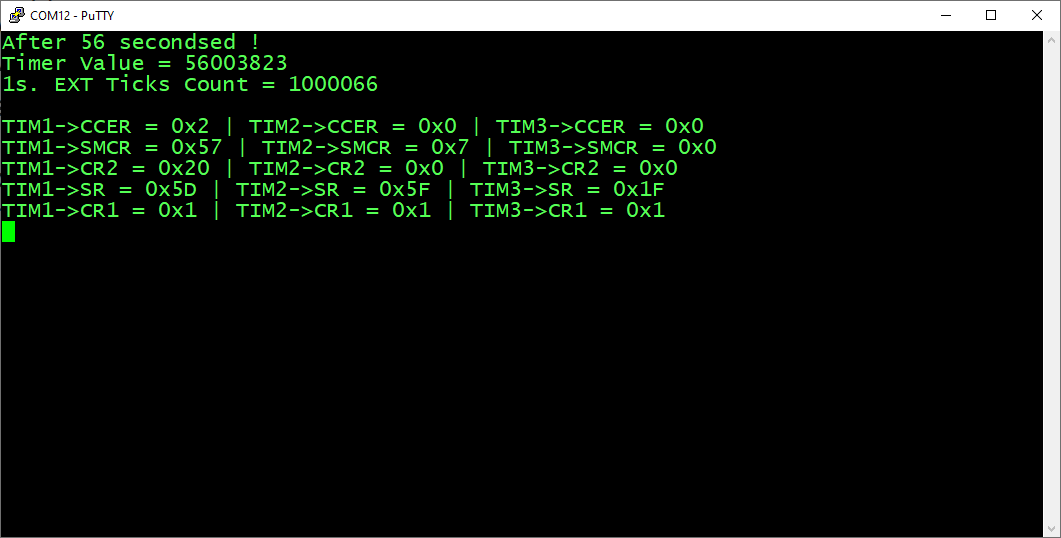 COM12 - PuTTY
After 56 secondsed !
Timer Value = 56003823
1s. EXT Ticks Count = 1000066
TIM1->CCER = 0x2 | TIM2->CCER = 0x0 | TIM3->CCER = 0x0
TIM1->SMCR = 0x57 | TIM2->SMCR = 0x7 | TIM3->SMCR = 0x0
TIM1->CR2 = 0x20 | TIM2->CR2 = 0x0 | TIM3->CR2 = 0x0
TIM1->SR = 0x5D | TIM2->SR = 0x5F | TIM3->SR = 0x1F
TIM1->CR1 = 0x1 | TIM2->CR1 = 0x1 | TIM3->CR1 = 0x1